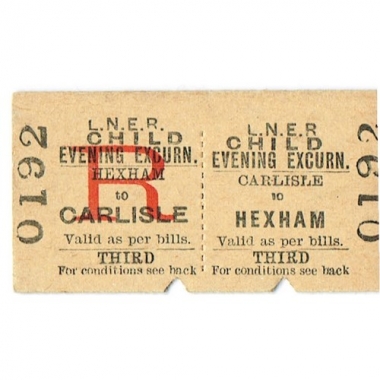 0192
L.N.E.R.
CHILD
EVENING EXCURN.
HEXHAM
to
CARLISLE
Valid as per bills.
THIRD
For conditions see back
R
L.N.E.R
CHILD
EVENING EXCURN.
CARLISLE
to
HEXHAM
Valid as per bills.
THIRD
For conditions see back
0192